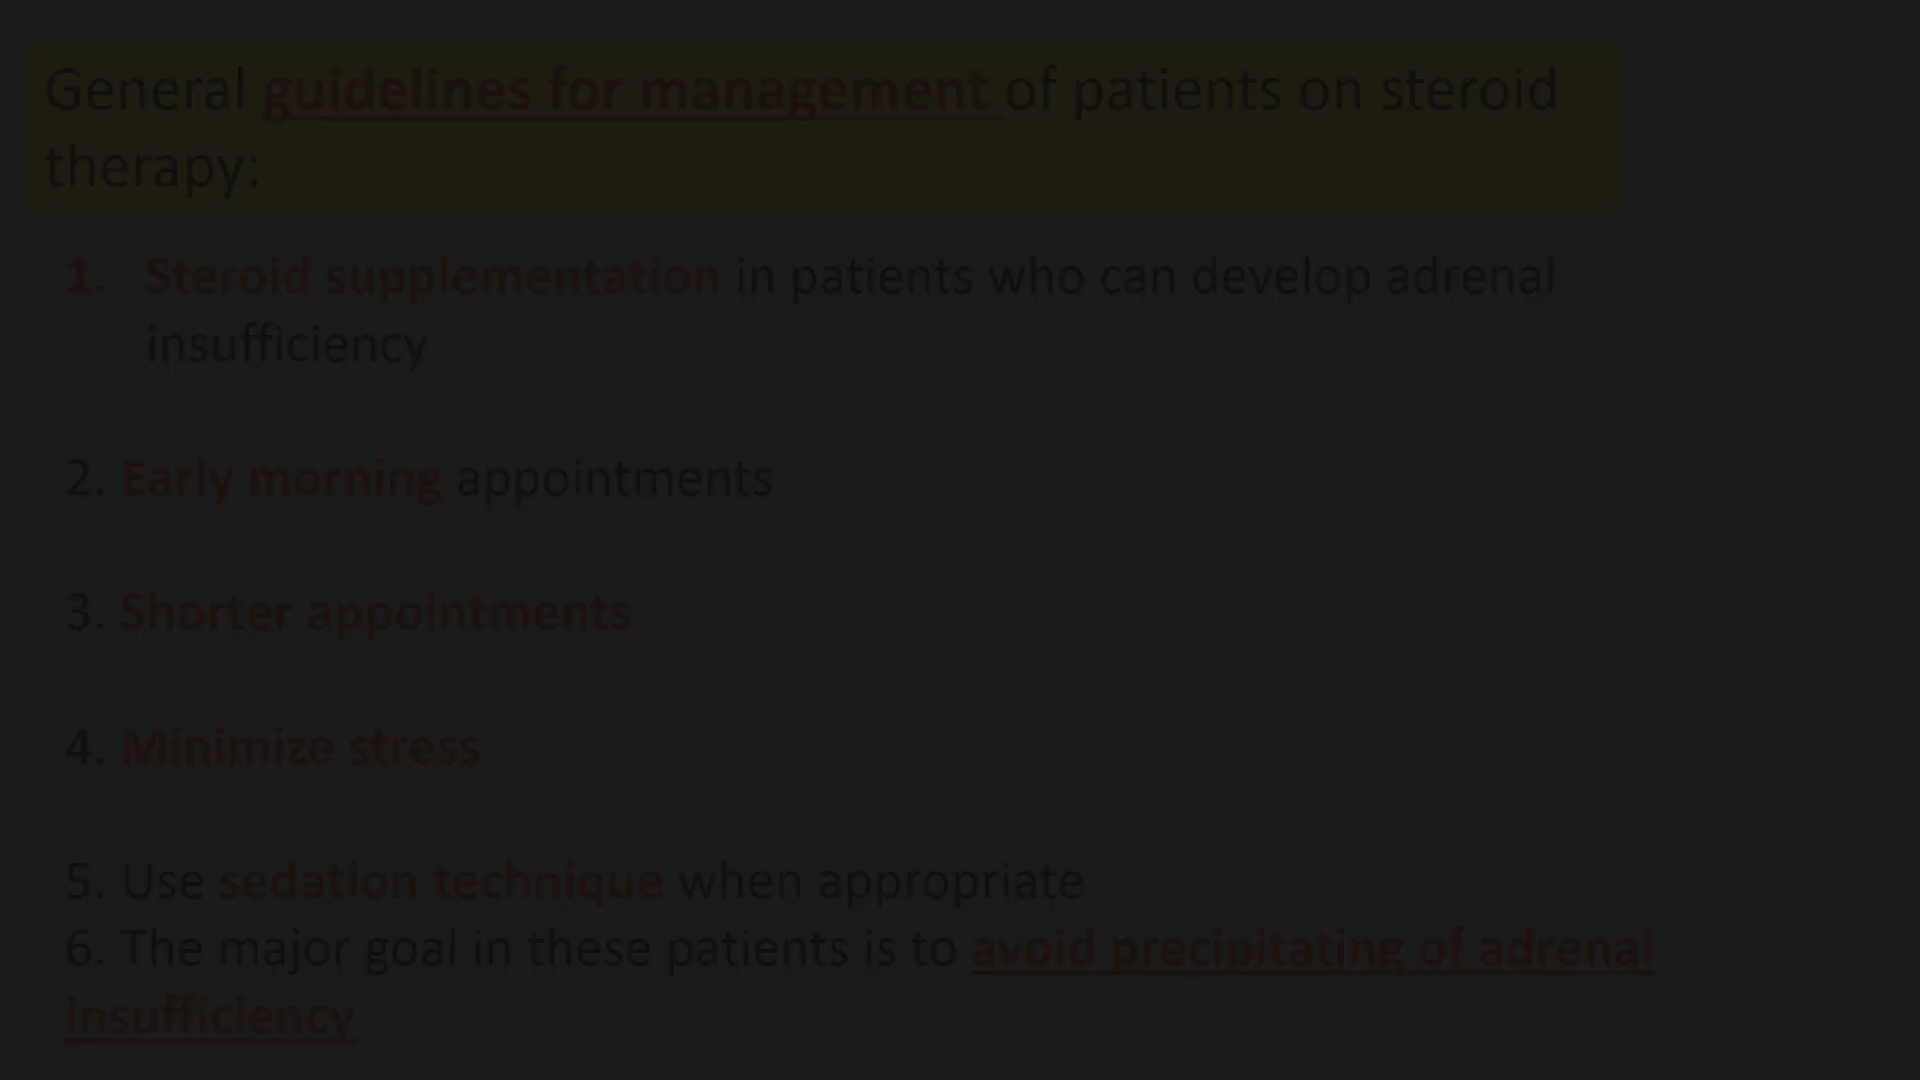 General guidelines for management of patients on steroid
therapy:
1. Steroid supplementation in patients who can develop adrenal
insufficiency
2. Early morning appointments
3. Shorter appointments
4. Minimize stress
5. Use sedation technique when appropriate
6. The major goal in these patients is to avoid precipitating of adrenal
insufficiency